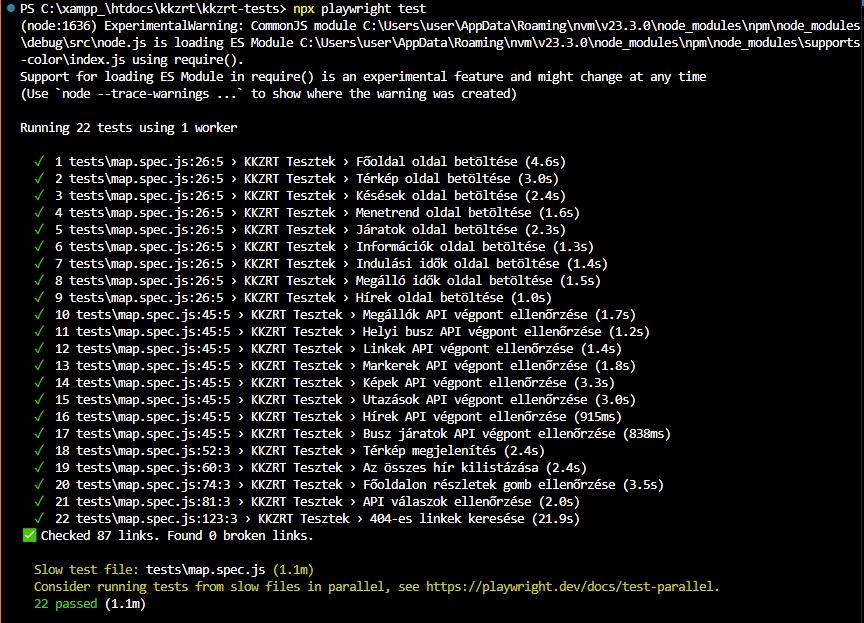 PS C:\xampp_\htdocs\kkzrt\kkzrt-tests> npx playwright test
(node:1636) ExperimentalWarning: CommonJS module C:\Users\user\AppData\Roaming\nvm\v23.3.0\node_modules\npm\node_modules
\debug\src\node.js is loading ES Module C:\Users\user\AppData\Roaming\nvm\v23.3.0\node_modules\npm\node_modules\supports
-color\index.js using require().
Support for loading ES Module in require() is an experimental feature and might change at any time
(Use `node --trace-warnings ...` to show where the warning was created)
Running 22 tests using 1 worker
✓ 1 tests\map.spec.js:26:5 › KKZRT Tesztek › Főoldal oldal betöltése (4.6s)
✓ 2 tests\map.spec.js:26:5 › KKZRT Tesztek › Térkép oldal betöltése (3.0s)
✓ 3 tests\map.spec.js:26:5 › KKZRT Tesztek › Késések oldal betöltése (2.4s)
✓ 4 tests\map.spec.js:26:5 › KKZRT Tesztek › Menetrend oldal betöltése (1.6s)
✓ 5 tests\map.spec.js:26:5 › KKZRT Tesztek › Járatok oldal betöltése (2.3s)
✓ 6 tests\map.spec.js:26:5 › KKZRT Tesztek › Információk oldal betöltése (1.3s)
✓ 7 tests\map.spec.js:26:5 › KKZRT Tesztek › Indulási idők oldal betöltése (1.4s)
✓ 8 tests\map.spec.js:26:5 › KKZRT Tesztek › Megálló idők oldal betöltése (1.5s)
✓ 9 tests\map.spec.js:26:5 › KKZRT Tesztek › Hírek oldal betöltése (1.0s)
✓ 10 tests\map.spec.js:45:5 › KKZRT Tesztek › Megállók API végpont ellenőrzése (1.7s)
✓ 11 tests\map.spec.js:45:5 › KKZRT Tesztek › Helyi busz API végpont ellenőrzése (1.2s)
✓ 12 tests\map.spec.js:45:5 › KKZRT Tesztek › Linkek API végpont ellenőrzése (1.4s)
✓ 13 tests\map.spec.js:45:5 › KKZRT Tesztek › Markerek API végpont ellenőrzése (1.8s)
✓ 14 tests\map.spec.js:45:5 › KKZRT Tesztek › Képek API végpont ellenőrzése (3.3s)
✓ 15 tests\map.spec.js:45:5 › KKZRT Tesztek › Utazások API végpont ellenőrzése (3.0s)
✓ 16 tests\map.spec.js:45:5 › KKZRT Tesztek › Hírek API végpont ellenőrzése (915ms)
✓ 17 tests\map.spec.js:45:5 › KKZRT Tesztek › Busz járatok API végpont ellenőrzése (838ms)
✓ 18 tests\map.spec.js:52:3 › KKZRT Tesztek › Térkép megjelenítés (2.4s)
✓ 19 tests\map.spec.js:60:3 › KKZRT Tesztek › Az összes hír kilistázása (2.4s)
✓ 20 tests\map.spec.js:74:3 › KKZRT Tesztek › Főoldalon részletek gomb ellenőrzése (3.5s)
✓ 21 tests\map.spec.js:81:3 › KKZRT Tesztek › API válaszok ellenőrzése (2.0s)
✓ 22 tests\map.spec.js:123:3 › KKZRT Tesztek › 404-es linkek keresése (21.9s)
✅ Checked 87 links. Found 0 broken links.
Slow test file: tests\map.spec.js (1.1m)
Consider running tests from slow files in parallel, see https://playwright.dev/docs/test-parallel.
22 passed (1.1m)